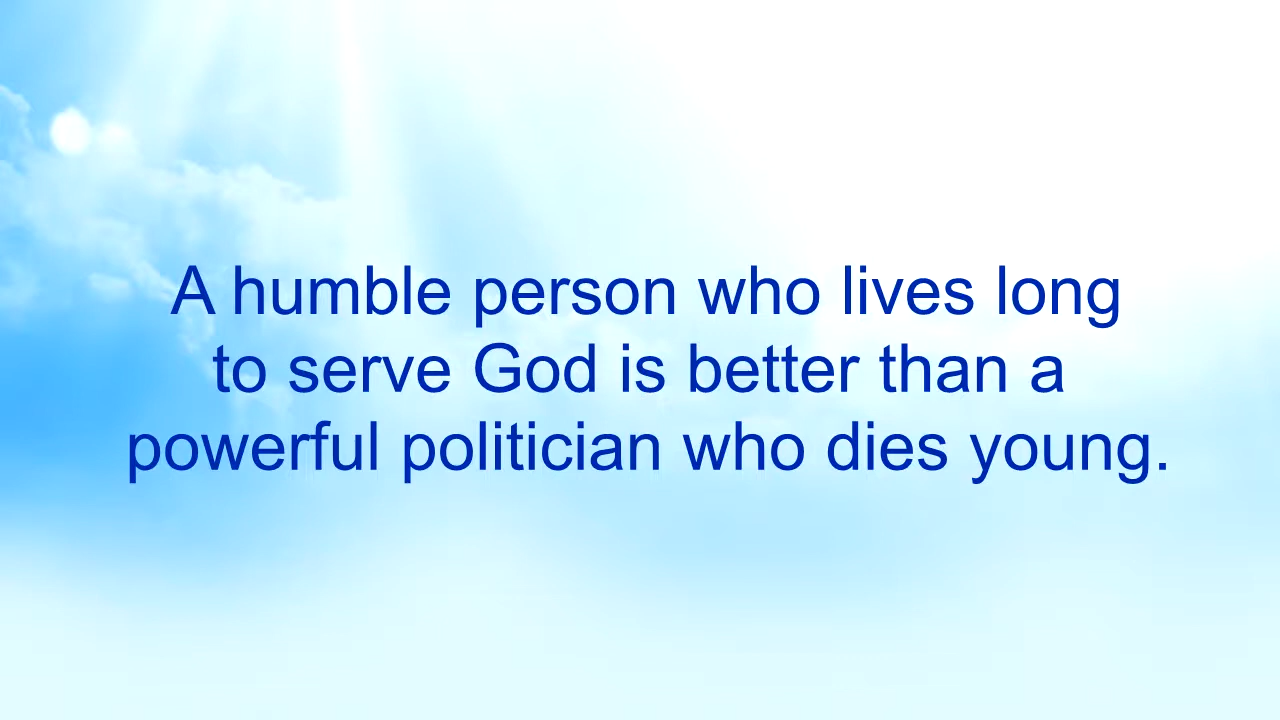 A humble person who lives long
to serve God is better than a
powerful politician who dies young.